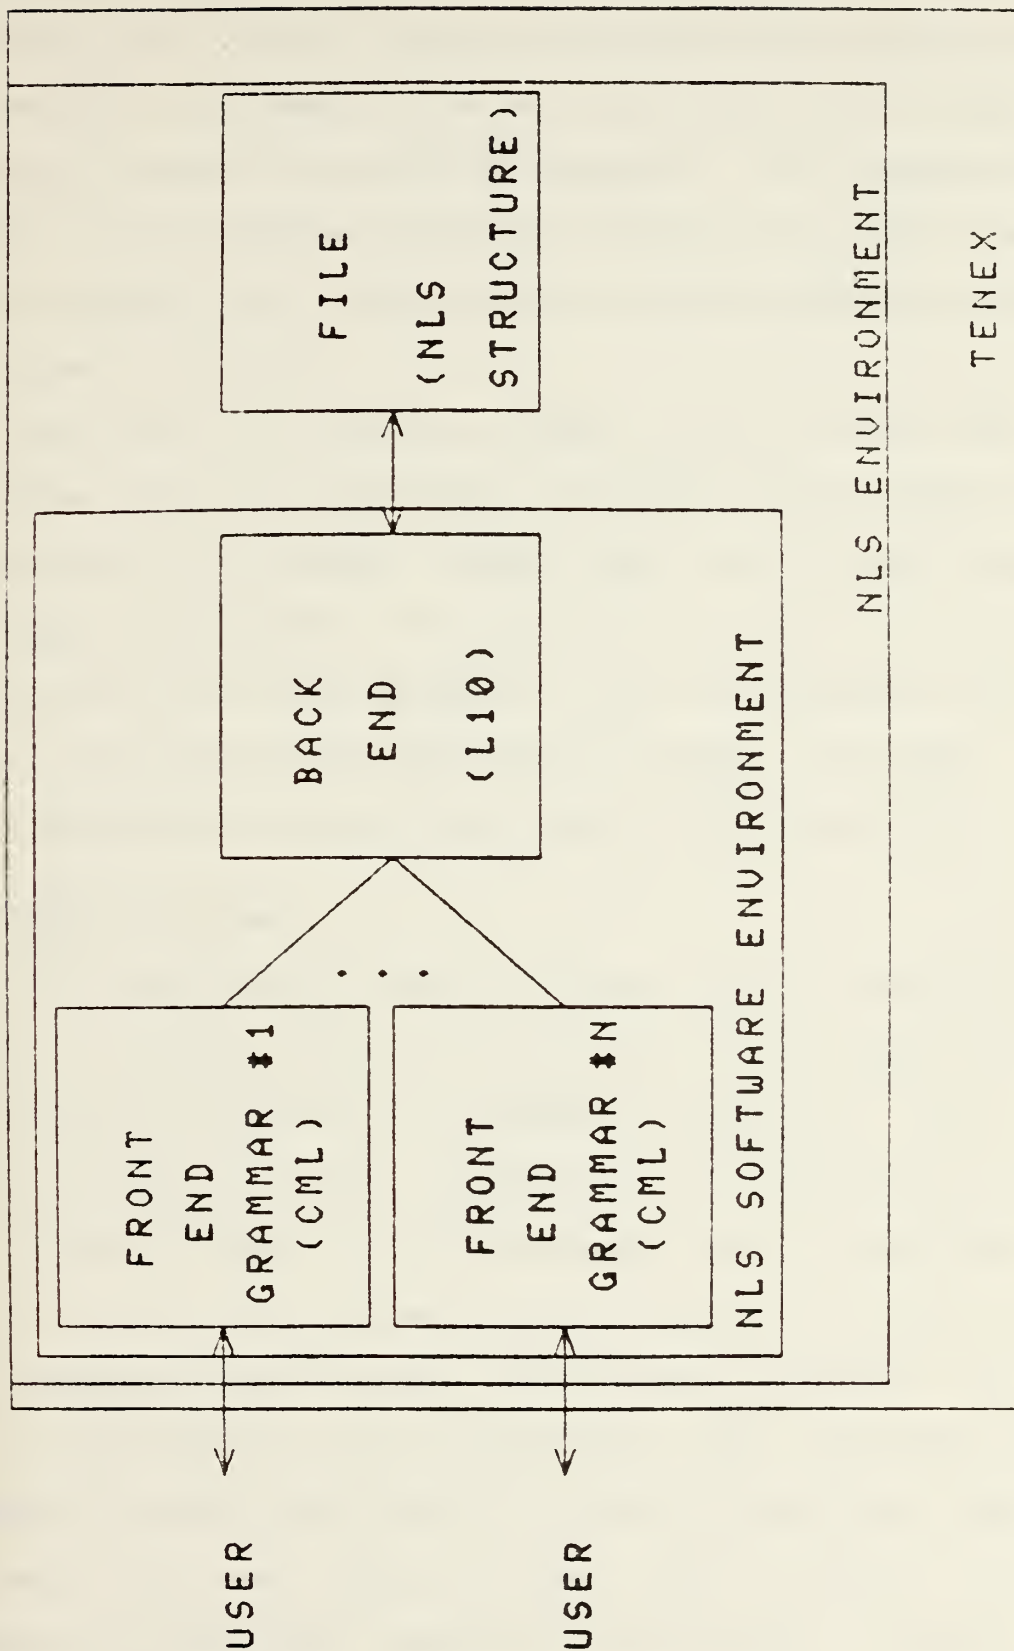 USER
USER
FRONT
END
GRAMMAR #1
(CML)
FRONT
END
GRAMMAR #N
(CML)
. . .
BACK
END
(L10)
FILE
(NLS
STRUCTURE)
NLS SOFTWARE ENVIRONMENT
NLS ENVIRONMENT
TENEX